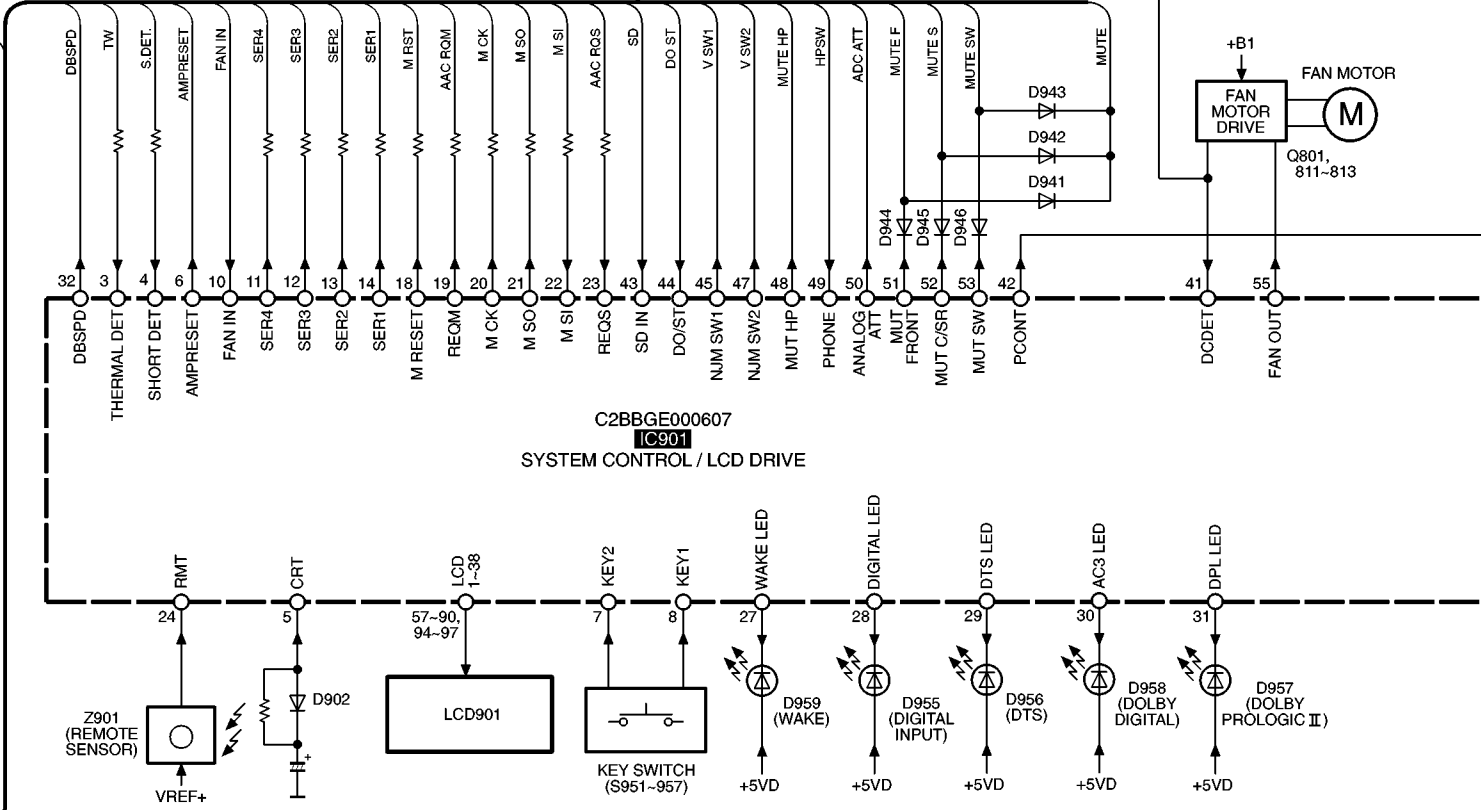 DBSPD
TW
S.DET.
AMPRESET
FAN IN
SER4
SER3
SER2
SER1
M RST
AAC RQM
M CK
M SO
M SI
AAC RQS
SD
DO ST
V SW1
V SW2
MUTE HP
HPSW
ADC ATT
MUTE F
MUTE S
MUTE SW
MUTE
+B1
FAN MOTOR
FAN
MOTOR
DRIVE
M
Q801,
811~813
D943
D942
D941
D944
D945
D946
32
3
4
6
10
11
12
13
14
18
19
20
21
22
23
43
44
45
47
48
49
50
51
52
53
42
41
55
DBSPD
THERMAL DET
SHORT DET
AMPRESET
FAN IN
SER4
SER3
SER2
SER1
M RESET
REQM
M CK
M SO
M SI
REQS
SD IN
DO/ST
NJM SW1
NJM SW2
MUT HP
PHONE
ANALOG
ATT
MUT
FRONT
MUT C/SR
MUT SW
PCONT
DCDET
FAN OUT
C2BBGE000607
IC901
SYSTEM CONTROL / LCD DRIVE
RMT
CRT
LCD
1~38
KEY2
KEY1
WAKE LED
DIGITAL LED
DTS LED
AC3 LED
DPL LED
24
5
57~90,
94~97
7
8
27
28
29
30
31
Z901
(REMOTE
SENSOR)
VREF+
D902
+
LCD901
KEY SWITCH
(S951~957)
D959
(WAKE)
+5VD
D955
(DIGITAL
INPUT)
+5VD
D956
(DTS)
+5VD
D958
(DOLBY
DIGITAL)
+5VD
D957
(DOLBY
PROLOGIC II)
+5VD